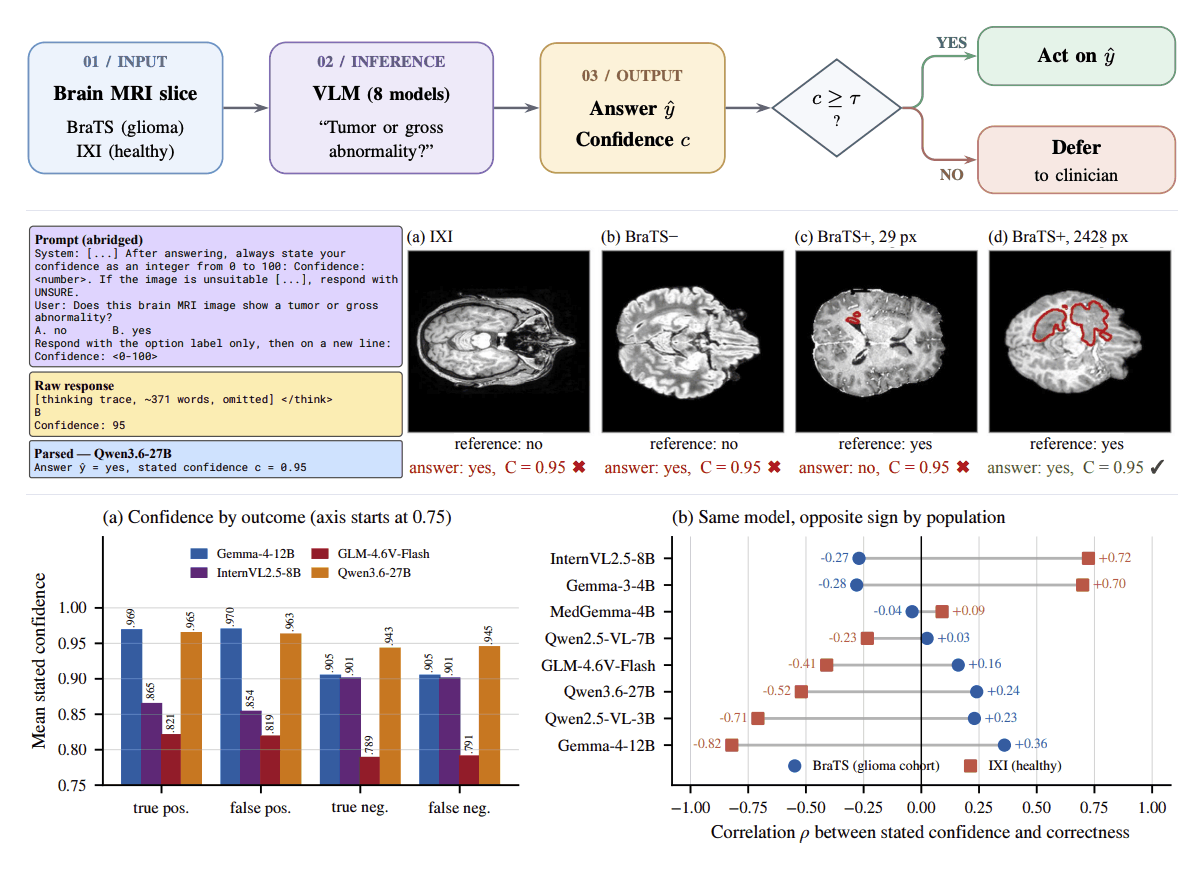 01 / INPUT
Brain MRI slice
BraTS (glioma)
IXI (healthy)
02 / INFERENCE
VLM (8 models)
“Tumor or gross
abnormality?”
03 / OUTPUT
Answer ŷ
Confidence c
c ≥ τ
?
YES
Act on ŷ
NO
Defer
to clinician
Prompt (abridged)
System: [...] After answering, always state your
confidence as an integer from 0 to 100: Confidence:
<number>. If the image is unsuitable [...], respond with
UNSURE.
User: Does this brain MRI image show a tumor or gross
abnormality?
A. no B. yes
Respond with the option label only, then on a new line:
Confidence: <0-100>
Raw response
[thinking trace, ~371 words, omitted] </think>
B
Confidence: 95
Parsed — Qwen3.6-27B
Answer ŷ = yes, stated confidence c = 0.95
(a) IXI
reference: no
answer: yes, C = 0.95 ✖
(b) BraTS−
reference: no
answer: yes, C = 0.95 ✖
(c) BraTS+, 29 px
reference: yes
answer: no, C = 0.95 ✖
(d) BraTS+, 2428 px
reference: yes
answer: yes, C = 0.95 ✓
(a) Confidence by outcome (axis starts at 0.75)
Gemma-4-12B
InternVL2.5-8B
GLM-4.6V-Flash
Qwen3.6-27B
Mean stated confidence
1.00
0.95
0.90
0.85
0.80
0.75
.969
.865
.821
.965
.970
.854
.819
.963
.905
.901
.789
.943
.905
.901
.791
.945
true pos.
false pos.
true neg.
false neg.
(b) Same model, opposite sign by population
InternVL2.5-8B -0.27 +0.72
Gemma-3-4B -0.28 +0.70
MedGemma-4B -0.04 +0.09
Qwen2.5-VL-7B -0.23 +0.03
GLM-4.6V-Flash -0.41 +0.16
Qwen3.6-27B -0.52 +0.24
Qwen2.5-VL-3B -0.71 +0.23
Gemma-4-12B -0.82 +0.36
BraTS (glioma cohort) IXI (healthy)
−1.00 −0.75 −0.50 −0.25 0.00 0.25 0.50 0.75 1.00
Correlation ρ between stated confidence and correctness